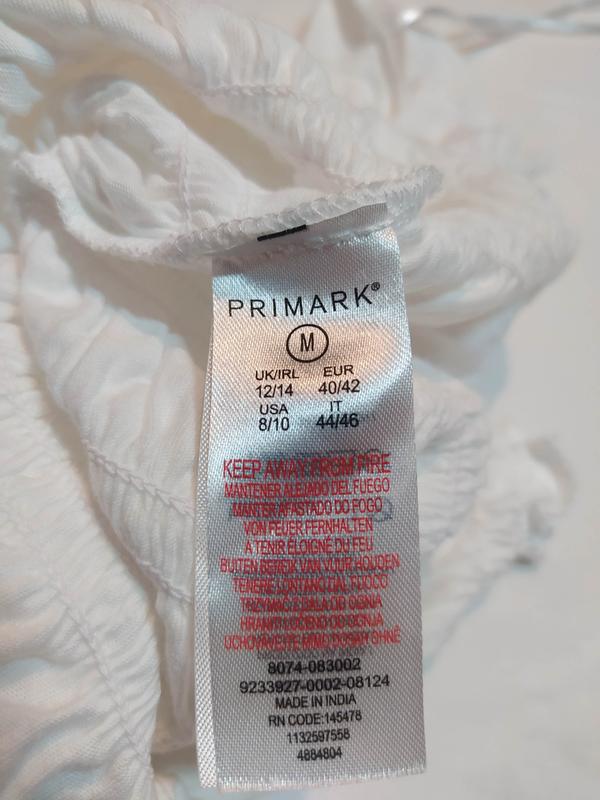 PRIMARK®
M
UK/IRL EUR
12/14 40/42
USA IT
8/10 44/46
KEEP AWAY FROM FIRE
MANTENER ALEJADO DEL FUEGO
MANTER AFASTADO DO FOGO
VON FEUER FERNHALTEN
À TENIR ÉLOIGNÉ DU FEU
BUITEN BEREIK VAN VUUR HOUDEN
TENERE LONTANO DAL FUOCO
TRZYMAĆ Z DALA OD OGNIA
HRANITI LOČENO OD OGNJA
UCHOVÁVEJTE MIMO DOSAH OHNĚ
8074-083002
9233927-0002-08124
MADE IN INDIA
RN CODE:145478
1132597558
4884804